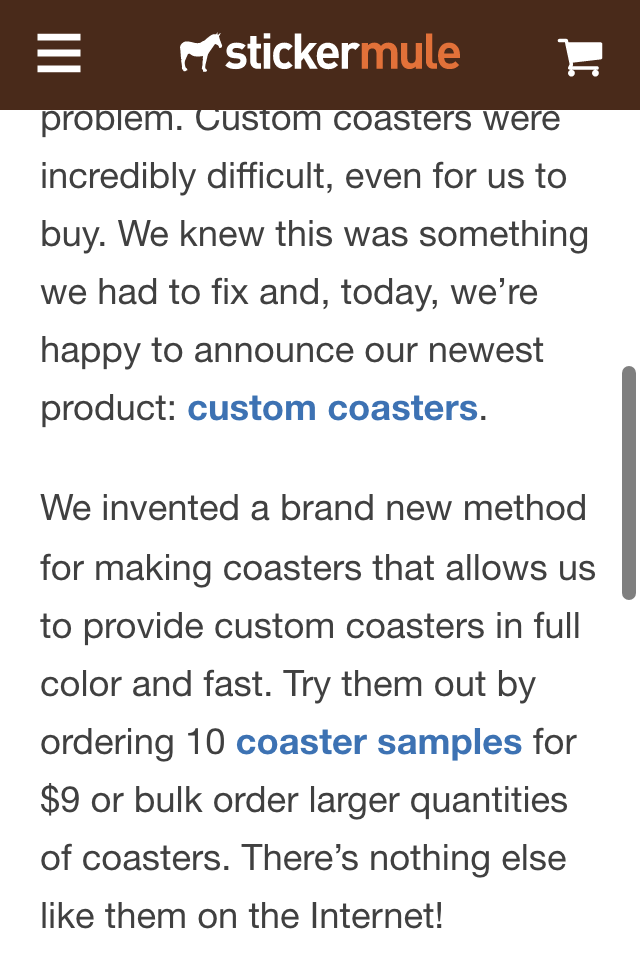 stickermule
problem. Custom coasters were
incredibly difficult, even for us to
buy. We knew this was something
we had to fix and, today, we’re
happy to announce our newest
product: custom coasters.
We invented a brand new method
for making coasters that allows us
to provide custom coasters in full
color and fast. Try them out by
ordering 10 coaster samples for
$9 or bulk order larger quantities
of coasters. There’s nothing else
like them on the Internet!